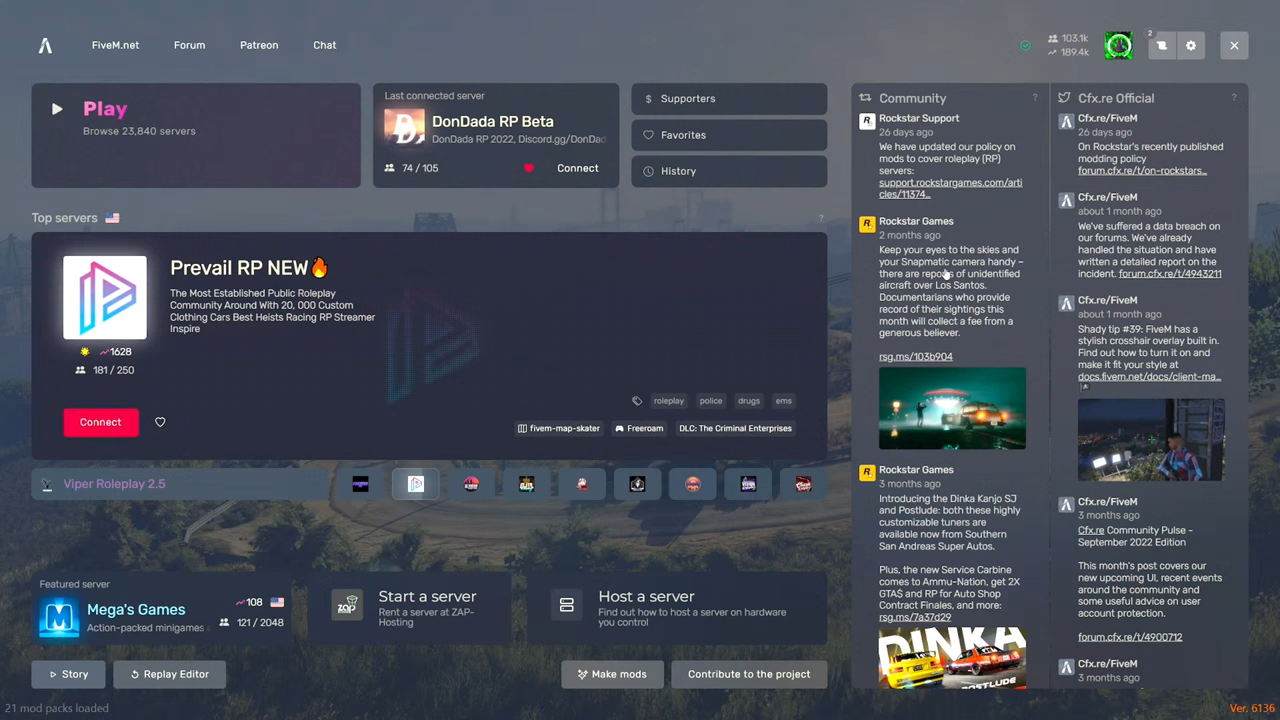 FiveM.net
Forum
Patreon
Chat
103.1k
189.4k
2
Play
Browse 23,840 servers
Last connected server
DonDada RP Beta
DonDada RP 2022, Discord.gg/DonDa
74 / 105
Connect
$ Supporters
Favorites
History
Top servers
?
Prevail RP NEW🔥
The Most Established Public Roleplay
Community Around With 20, 000 Custom
Clothing Cars Best Heists Racing RP Streamer
Inspire
1628
181 / 250
Connect
roleplay
police
drugs
ems
fivem-map-skater
Freeroam
DLC: The Criminal Enterprises
Viper Roleplay 2.5
Featured server
Mega's Games
Action-packed minigames
108
121 / 2048
ZAP
Start a server
Rent a server at ZAP-
Hosting
Host a server
Find out how to host a server on hardware
you control
Story
Replay Editor
Make mods
Contribute to the project
21 mod packs loaded
Community
?
Rockstar Support
26 days ago
We have updated our policy on
mods to cover roleplay (RP)
servers:
support.rockstargames.com/arti
cles/11374…
Rockstar Games
2 months ago
Keep your eyes to the skies and
your Snapmatic camera handy –
there are reports of unidentified
aircraft over Los Santos.
Documentarians who provide
record of their sightings this
month will collect a fee from a
generous believer.
rsg.ms/103b904
Rockstar Games
3 months ago
Introducing the Dinka Kanjo SJ
and Postlude: both these highly
customizable tuners are
available now from Southern
San Andreas Super Autos.
Plus, the new Service Carbine
comes to Ammu-Nation, get 2X
GTA$ and RP for Auto Shop
Contract Finales, and more:
rsg.ms/7a37d29
DINKA
POSTLUDE
Cfx.re Official
?
Cfx.re/FiveM
26 days ago
On Rockstar's recently published
modding policy
forum.cfx.re/t/on-rockstars…
Cfx.re/FiveM
about 1 month ago
We've suffered a data breach on
our forums. We've already
handled the situation and have
written a detailed report on the
incident. forum.cfx.re/t/4943211
Cfx.re/FiveM
about 1 month ago
Shady tip #39: FiveM has a
stylish crosshair overlay built in.
Find out how to turn it on and
make it fit your style at
docs.fivem.net/docs/client-ma…
Cfx.re/FiveM
3 months ago
Cfx.re Community Pulse –
September 2022 Edition
This month's post covers our
new upcoming UI, recent events
around the community and
some useful advice on user
account protection.
forum.cfx.re/t/4900712
Cfx.re/FiveM
3 months ago
Ver. 6136